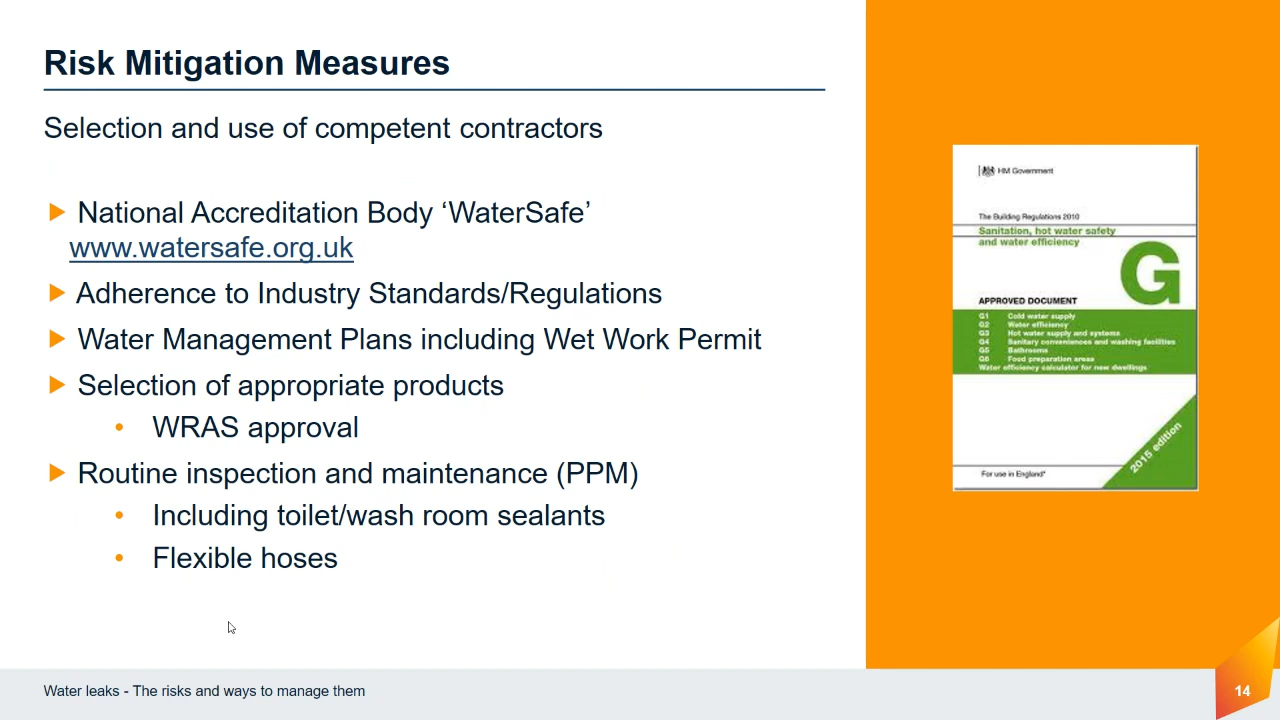 Risk Mitigation Measures
Selection and use of competent contractors
National Accreditation Body ‘WaterSafe’
www.watersafe.org.uk
Adherence to Industry Standards/Regulations
Water Management Plans including Wet Work Permit
Selection of appropriate products
WRAS approval
Routine inspection and maintenance (PPM)
Including toilet/wash room sealants
Flexible hoses
HM Government
The Building Regulations 2010
Sanitation, hot water safety
and water efficiency
G
APPROVED DOCUMENT
G1 Cold water supply
G2 Water efficiency
G3 Hot water supply and systems
G4 Sanitary conveniences and washing facilities
G5 Bathrooms
G6 Food preparation areas
Water efficiency calculator for new dwellings
2015 edition
For use in England*
Water leaks - The risks and ways to manage them
14